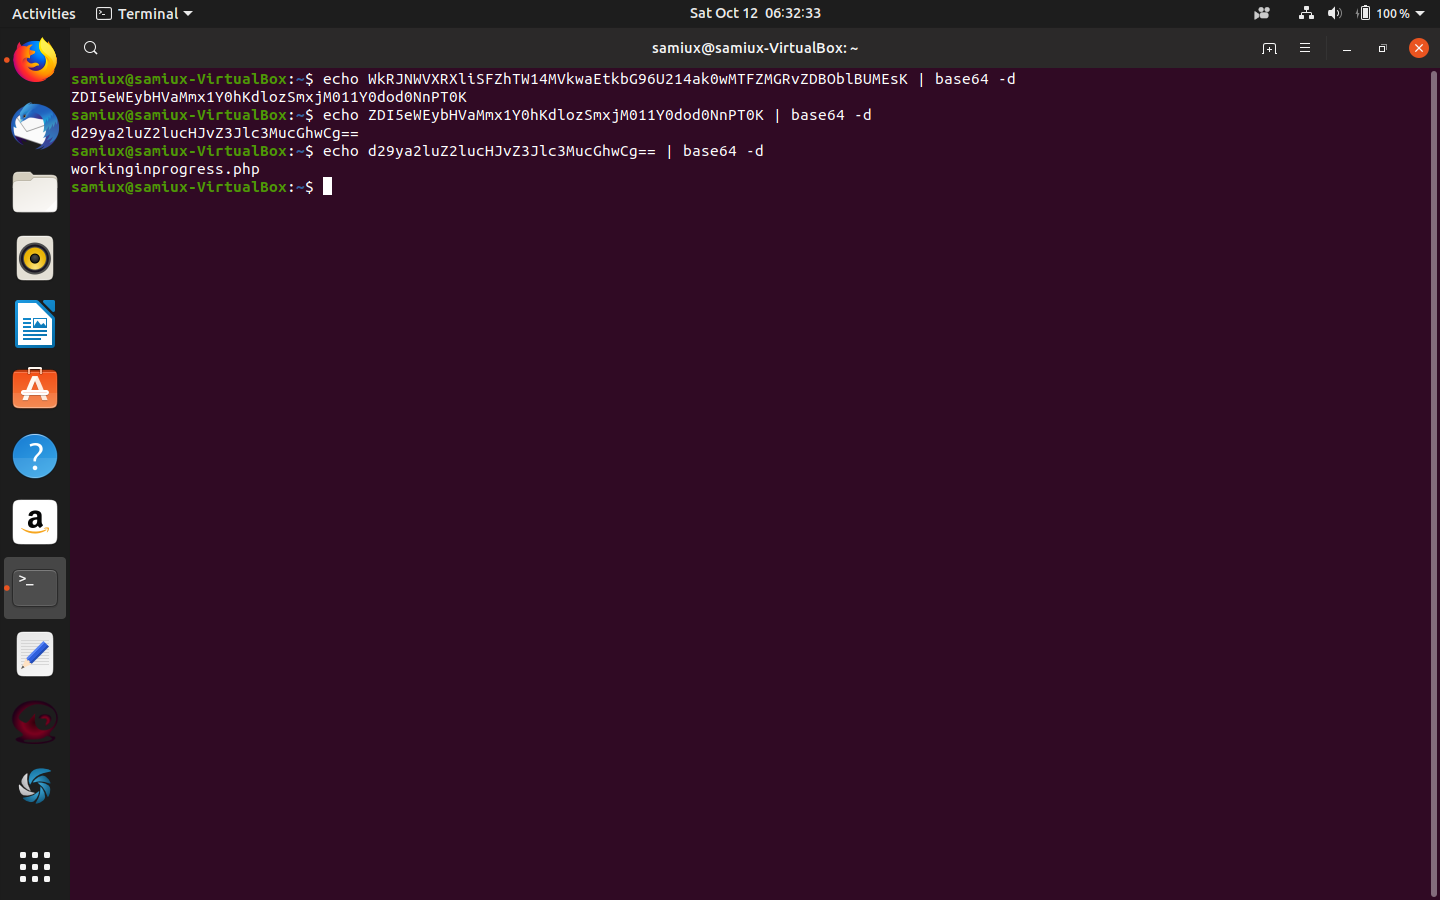 Activities
Terminal
Sat Oct 12 06:32:33
100 %
samiux@samiux-VirtualBox: ~
samiux@samiux-VirtualBox:~$ echo WkRJNWVXRXliSFZhTW14MVkwaEtkbG96U214ak0wMTFZMGRvZDBOblBUMEsK | base64 -d
ZDI5eWEybHVaMmx1Y0hKdlozSmxjM011Y0dod0NnPT0K
samiux@samiux-VirtualBox:~$ echo ZDI5eWEybHVaMmx1Y0hKdlozSmxjM011Y0dod0NnPT0K | base64 -d
d29ya2luZ2lucHJvZ3Jlc3MucGhwCg==
samiux@samiux-VirtualBox:~$ echo d29ya2luZ2lucHJvZ3Jlc3MucGhwCg== | base64 -d
workinginprogress.php
samiux@samiux-VirtualBox:~$